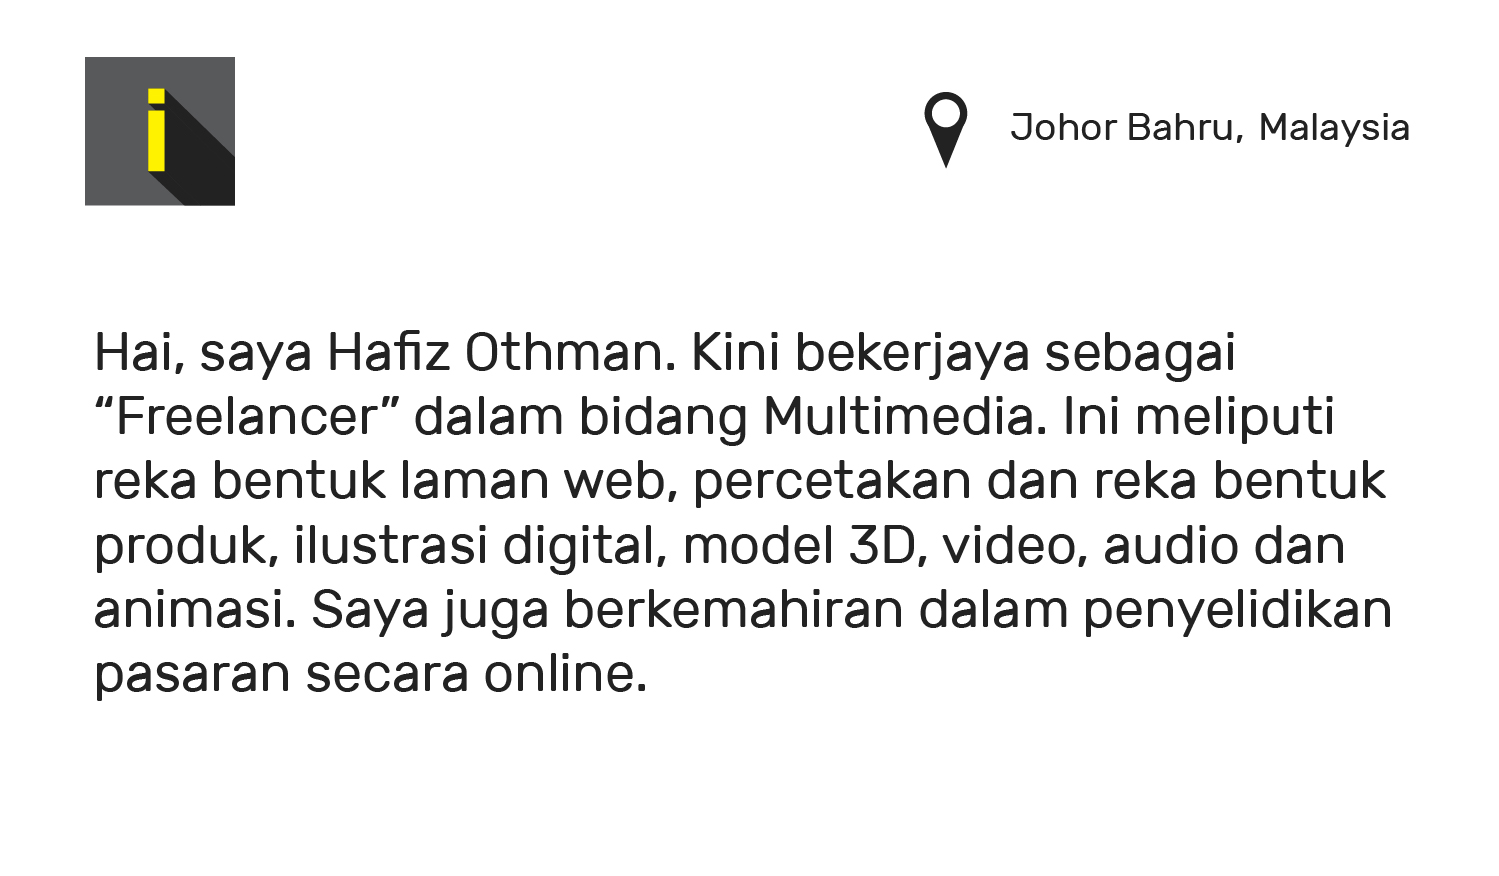 i
Johor Bahru, Malaysia
Hai, saya Hafiz Othman. Kini bekerjaya sebagai
“Freelancer” dalam bidang Multimedia. Ini meliputi
reka bentuk laman web, percetakan dan reka bentuk
produk, ilustrasi digital, model 3D, video, audio dan
animasi. Saya juga berkemahiran dalam penyelidikan
pasaran secara online.